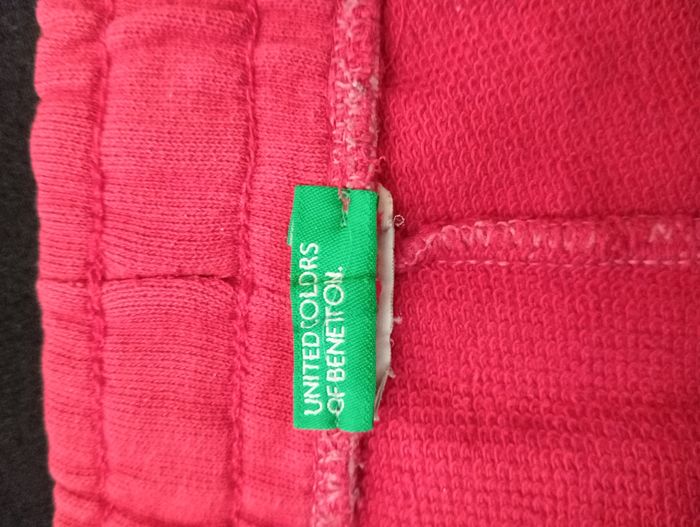 UNITED COLORS
OF BENETTON.